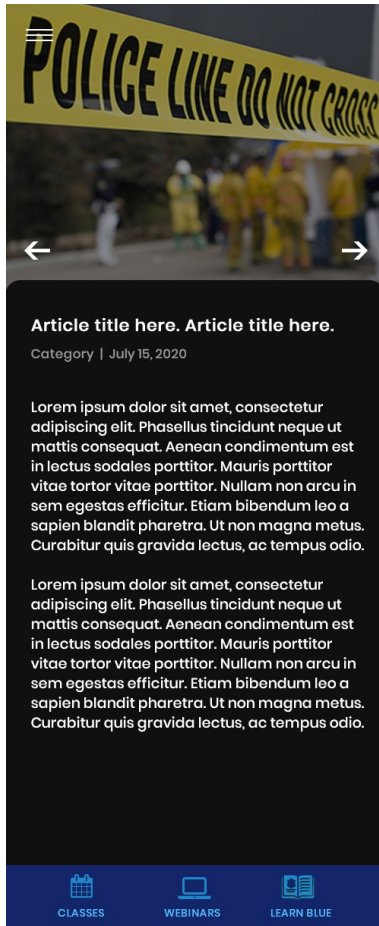 POLICE LINE DO NOT CROSS
Article title here. Article title here.
Category | July 15, 2020
Lorem ipsum dolor sit amet, consectetur
adipiscing elit. Phasellus tincidunt neque ut
mattis consequat. Aenean condimentum est
in lectus sodales porttitor. Mauris porttitor
vitae tortor vitae porttitor. Nullam non arcu in
sem egestas efficitur. Etiam bibendum leo a
sapien blandit pharetra. Ut non magna metus.
Curabitur quis gravida lectus, ac tempus odio.
Lorem ipsum dolor sit amet, consectetur
adipiscing elit. Phasellus tincidunt neque ut
mattis consequat. Aenean condimentum est
in lectus sodales porttitor. Mauris porttitor
vitae tortor vitae porttitor. Nullam non arcu in
sem egestas efficitur. Etiam bibendum leo a
sapien blandit pharetra. Ut non magna metus.
Curabitur quis gravida lectus, ac tempus odio.
CLASSES WEBINARS LEARN BLUE